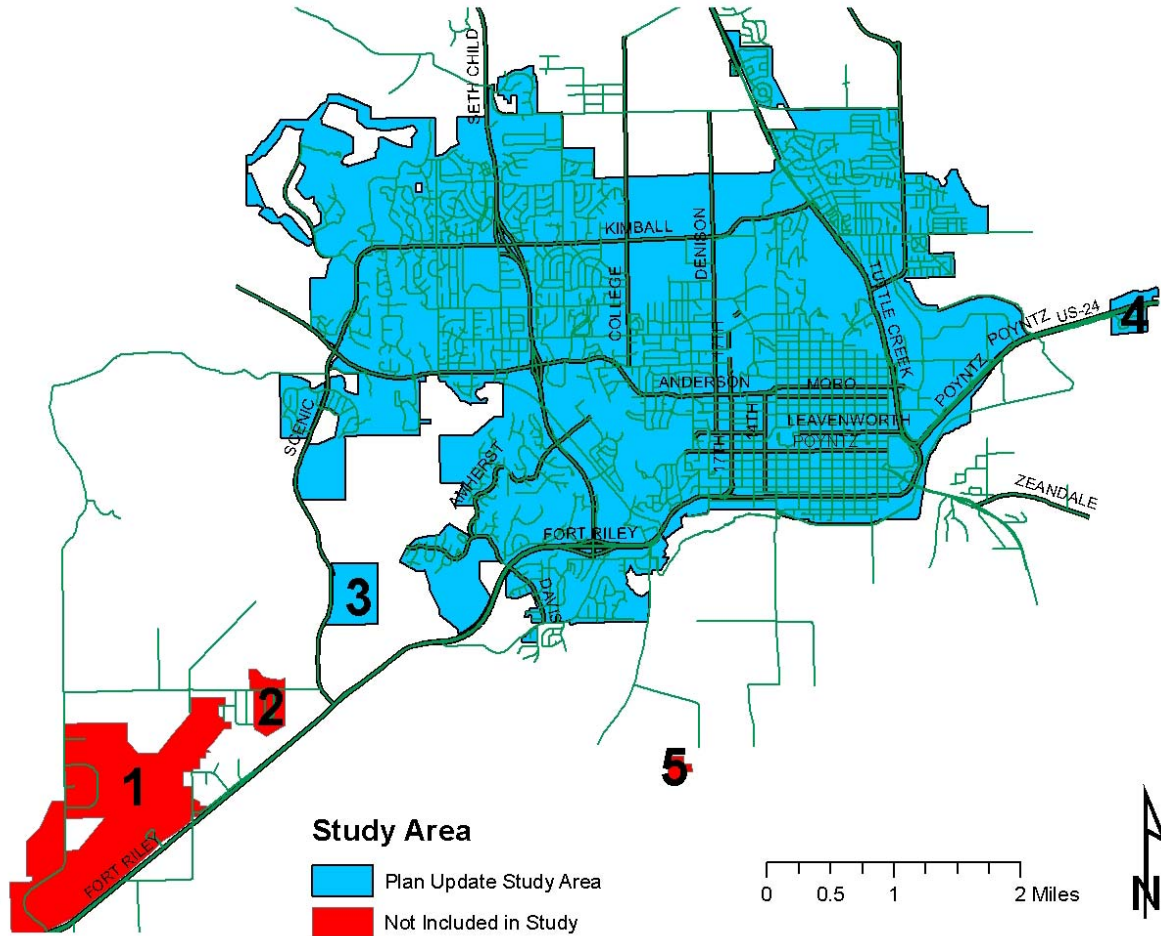 SETH CHILD
KIMBALL
DENISON
COLLEGE
TUTTLE CREEK
US-24
4
POYNTZ
POYNTZ
17TH
ANDERSON
MORO
SCENIC
14TH
LEAVENWORTH
POYNTZ
17TH
AMHERST
ZEANDALE
FORT RILEY
3
DAVIS
2
5
1
FORT RILEY
Study Area
Plan Update Study Area
Not Included in Study
0 0.5 1 2 Miles
N